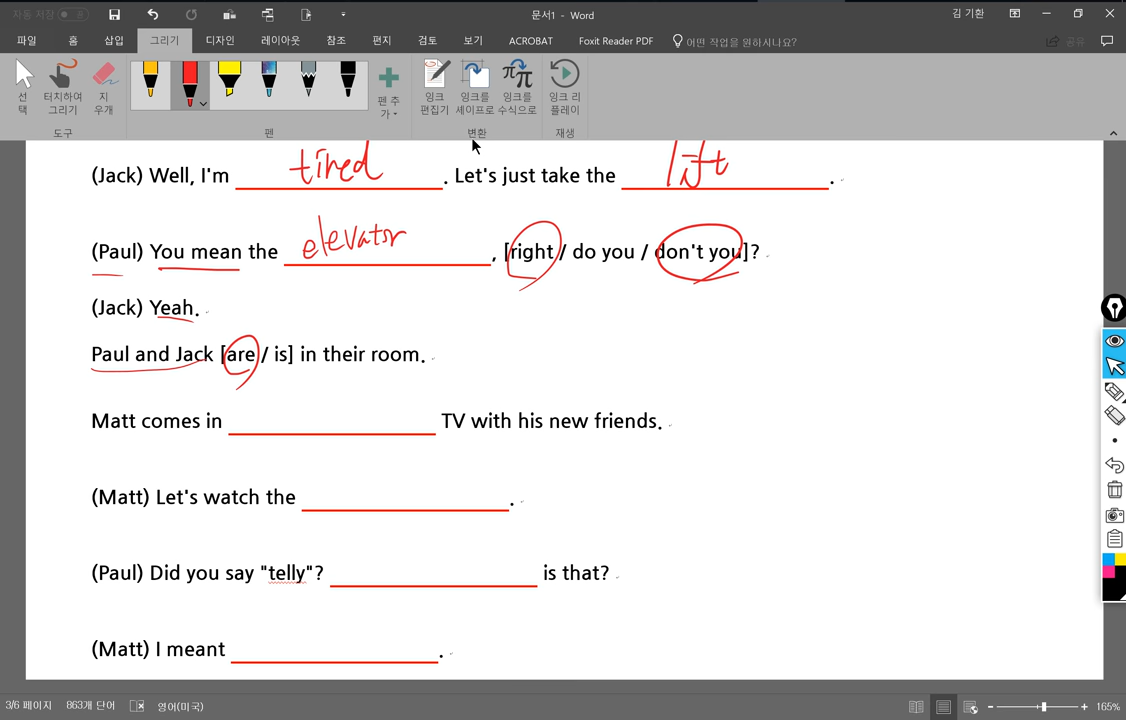 자동 저장
문서1 - Word
김 기환
파일 홈 삽입 그리기 디자인 레이아웃 참조 편지 검토 보기 ACROBAT Foxit Reader PDF 어떤 작업을 원하시나요? 공유
선택 터치하여 그리기 지우개 펜 추가 잉크 편집기 잉크를 셰이프로 잉크를 수식으로 잉크 리플레이
도구 펜 변환 재생
(Jack) Well, I'm tired. Let's just take the lift.
(Paul) You mean the elevator, [right / do you / don't you]?
(Jack) Yeah.
Paul and Jack [are / is] in their room.
Matt comes in TV with his new friends.
(Matt) Let's watch the .
(Paul) Did you say "telly"? is that?
(Matt) I meant .
3/6 페이지 863개 단어 영어(미국) 165%